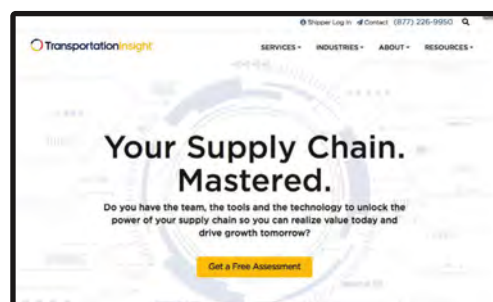 Shipper Log In Contact (877) 226-9950
TransportationInsight
SERVICES INDUSTRIES ABOUT RESOURCES
Your Supply Chain.
Mastered.
Do you have the team, the tools and the technology to unlock the
power of your supply chain so you can realize value today and
drive growth tomorrow?
Get a Free Assessment